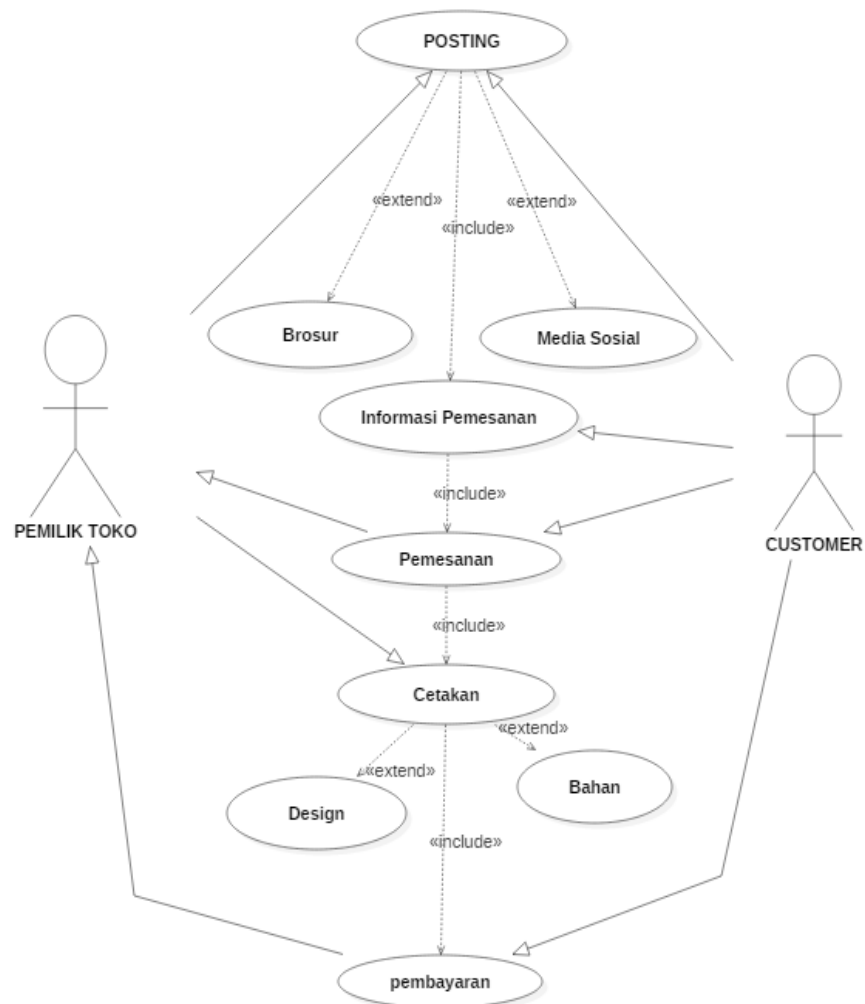 POSTING
«extend»
«extend»
«include»
Brosur
Media Sosial
Informasi Pemesanan
«include»
PEMILIK TOKO
CUSTOMER
Pemesanan
«include»
Cetakan
«extend»
«extend»
Bahan
Design
«include»
pembayaran